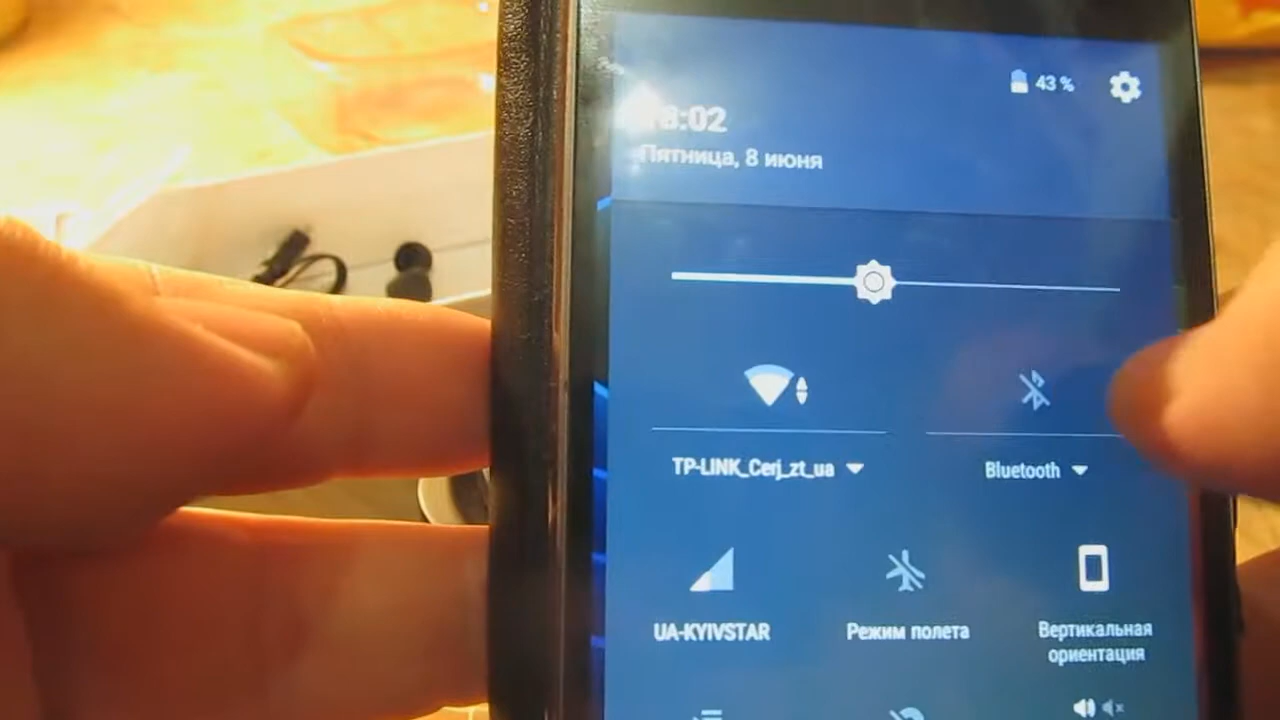 43 %
Пятница, 8 июня
TP-LINK_Cerj_zt_ua
Bluetooth
UA-KYIVSTAR
Режим полета
Вертикальная
ориентация